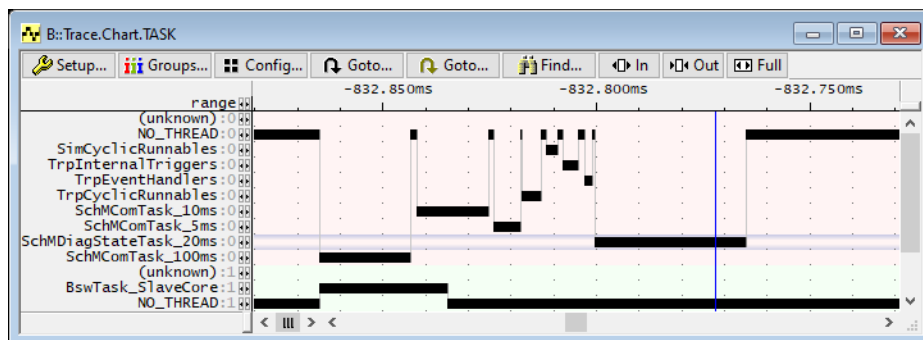 B::Trace.Chart.TASK
Setup... Groups... Config... Goto... Goto... Find... In Out Full
-832.850ms -832.800ms -832.750ms
range
(unknown):0
NO_THREAD:0
SimCyclicRunnables:0
TrpInternalTriggers:0
TrpEventHandlers:0
TrpCyclicRunnables:0
SchMComTask_10ms:0
SchMComTask_5ms:0
SchMDiagStateTask_20ms:0
SchMComTask_100ms:0
(unknown):1
BswTask_SlaveCore:1
NO_THREAD:1